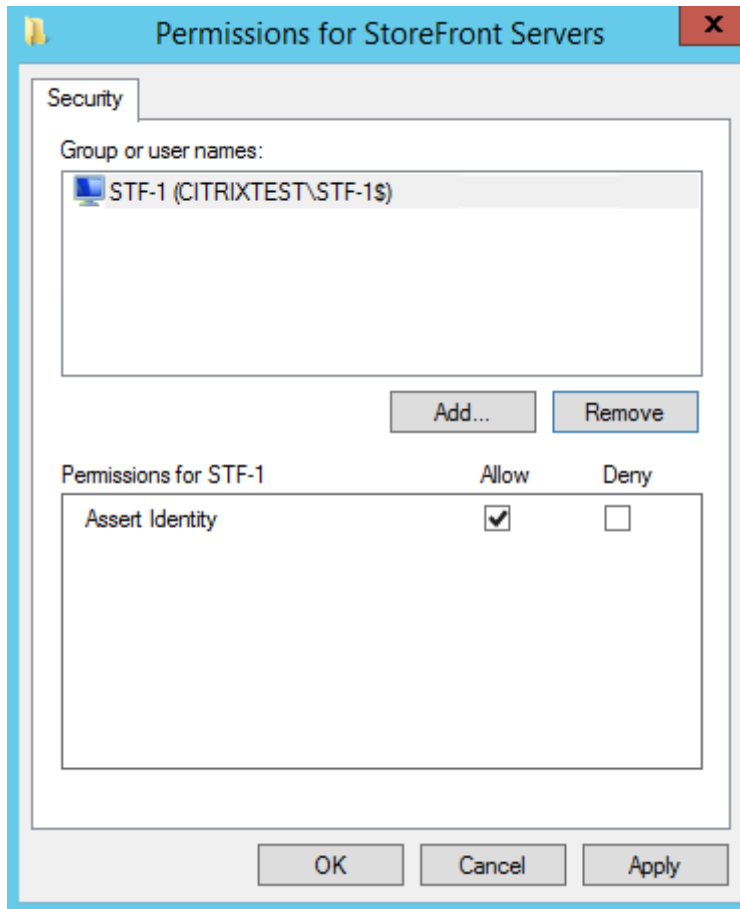 Permissions for StoreFront Servers
x
Security
Group or user names:
STF-1 (CITRIXTEST\STF-1$)
Add... Remove
Permissions for STF-1 Allow Deny
Assert Identity
OK Cancel Apply